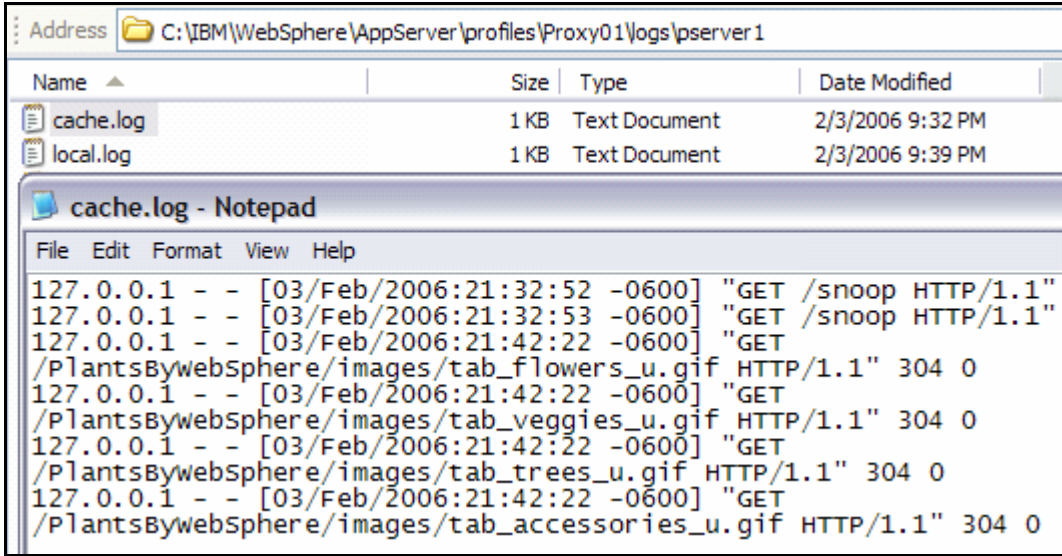 Address C:\IBM\WebSphere\AppServer\profiles\Proxy01\logs\pserver1
Name Size Type Date Modified
cache.log 1 KB Text Document 2/3/2006 9:32 PM
local.log 1 KB Text Document 2/3/2006 9:39 PM
cache.log - Notepad
File Edit Format View Help
127.0.0.1 - - [03/Feb/2006:21:32:52 -0600] "GET /snoop HTTP/1.1"
127.0.0.1 - - [03/Feb/2006:21:32:53 -0600] "GET /snoop HTTP/1.1"
127.0.0.1 - - [03/Feb/2006:21:42:22 -0600] "GET
/PlantsByWebSphere/images/tab_flowers_u.gif HTTP/1.1" 304 0
127.0.0.1 - - [03/Feb/2006:21:42:22 -0600] "GET
/PlantsByWebSphere/images/tab_veggies_u.gif HTTP/1.1" 304 0
127.0.0.1 - - [03/Feb/2006:21:42:22 -0600] "GET
/PlantsByWebSphere/images/tab_trees_u.gif HTTP/1.1" 304 0
127.0.0.1 - - [03/Feb/2006:21:42:22 -0600] "GET
/PlantsByWebSphere/images/tab_accessories_u.gif HTTP/1.1" 304 0